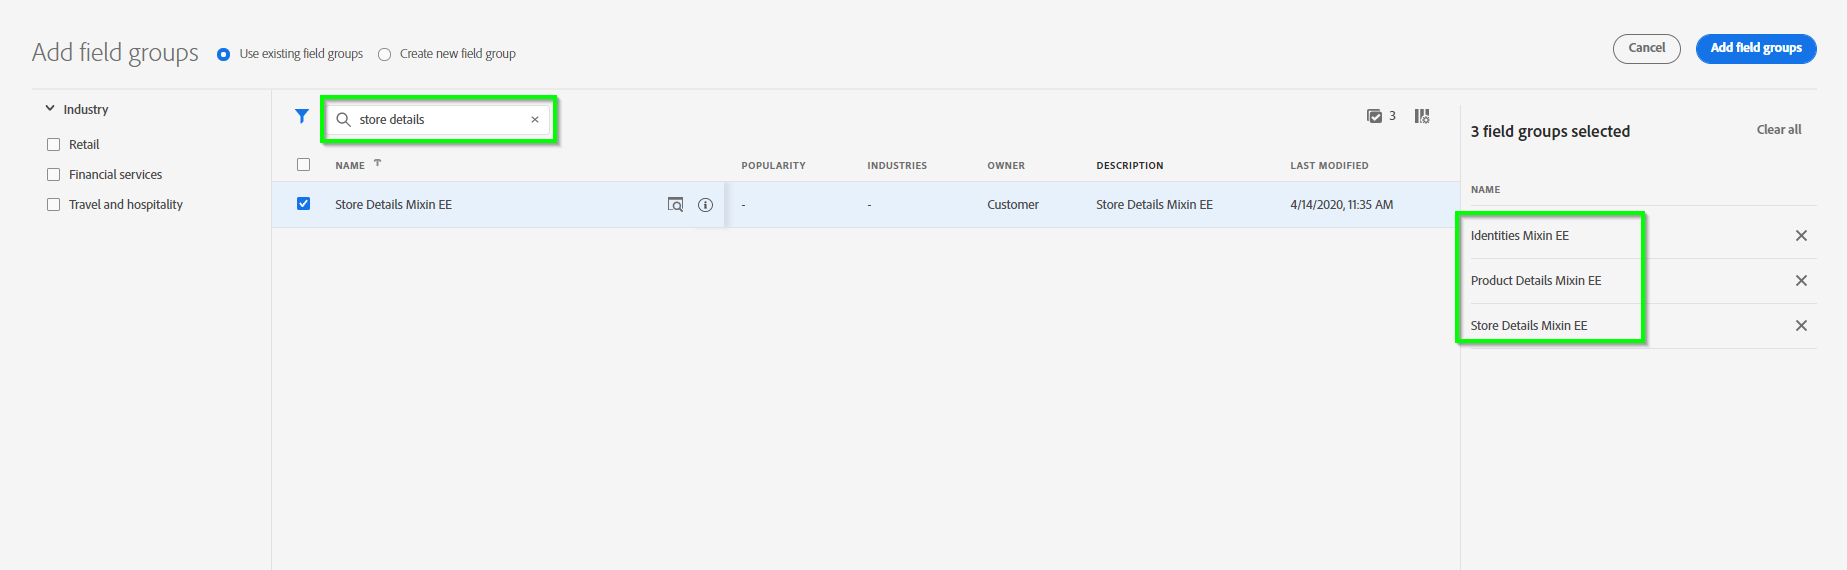 Add field groups
Use existing field groups
Create new field group
Cancel
Add field groups
Industry
Retail
Financial services
Travel and hospitality
store details
3
NAME
POPULARITY
INDUSTRIES
OWNER
DESCRIPTION
LAST MODIFIED
Store Details Mixin EE
-
-
Customer
Store Details Mixin EE
4/14/2020, 11:35 AM
3 field groups selected
Clear all
NAME
Identities Mixin EE
Product Details Mixin EE
Store Details Mixin EE